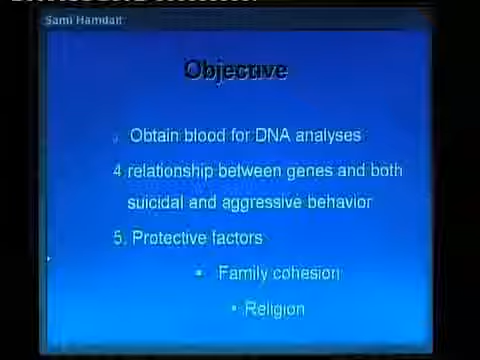 Sami Hamdan
Objective
Obtain blood for DNA analyses
4 relationship between genes and both
suicidal and aggressive behavior
5. Protective factors
• Family cohesion
• Religion